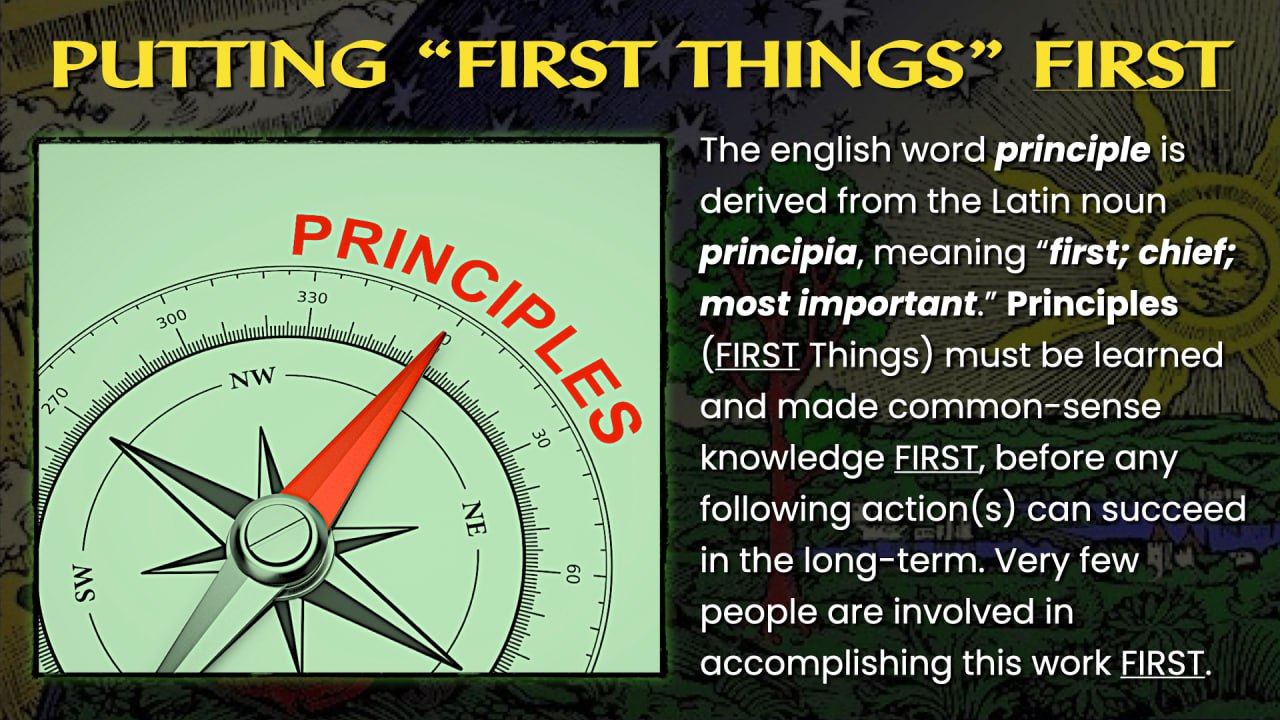 PUTTING “FIRST THINGS” FIRST
PRINCIPLES
270
300
330
0
30
60
NW
NE
SW
The english word principle is
derived from the Latin noun
principia, meaning “first; chief;
most important.” Principles
(FIRST Things) must be learned
and made common-sense
knowledge FIRST, before any
following action(s) can succeed
in the long-term. Very few
people are involved in
accomplishing this work FIRST.